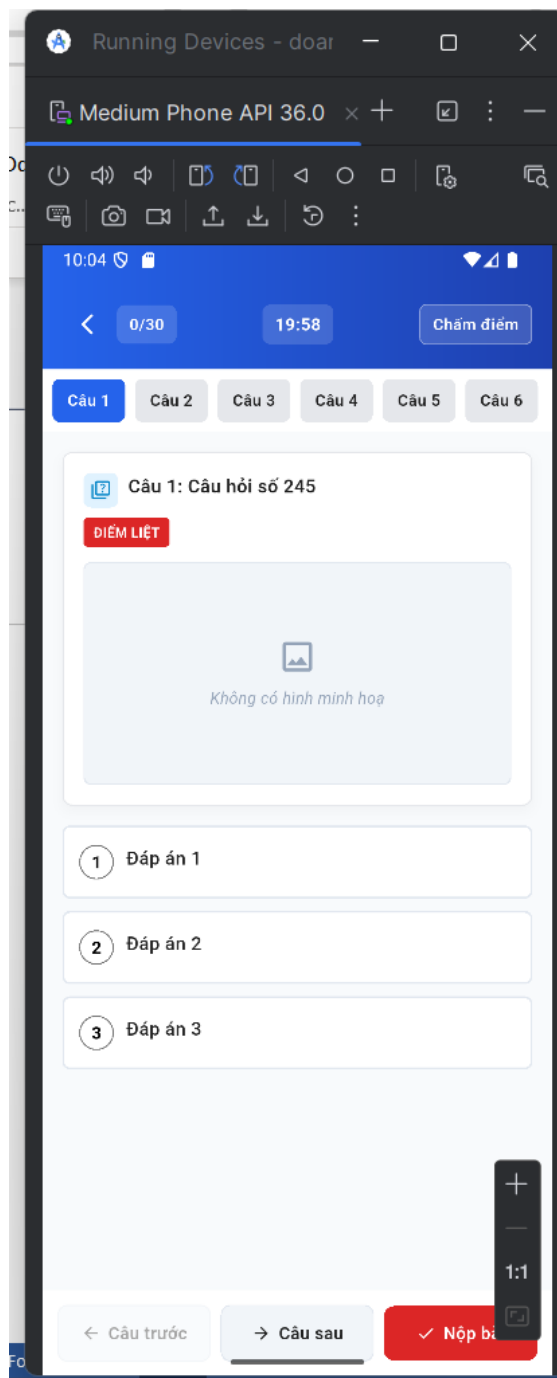 Running Devices - doar
Medium Phone API 36.0
10:04
0/30
19:58
Chấm điểm
Câu 1
Câu 2
Câu 3
Câu 4
Câu 5
Câu 6
Câu 1: Câu hỏi số 245
ĐIỂM LIỆT
Không có hình minh hoạ
1 Đáp án 1
2 Đáp án 2
3 Đáp án 3
1:1
← Câu trước
→ Câu sau
Nộp